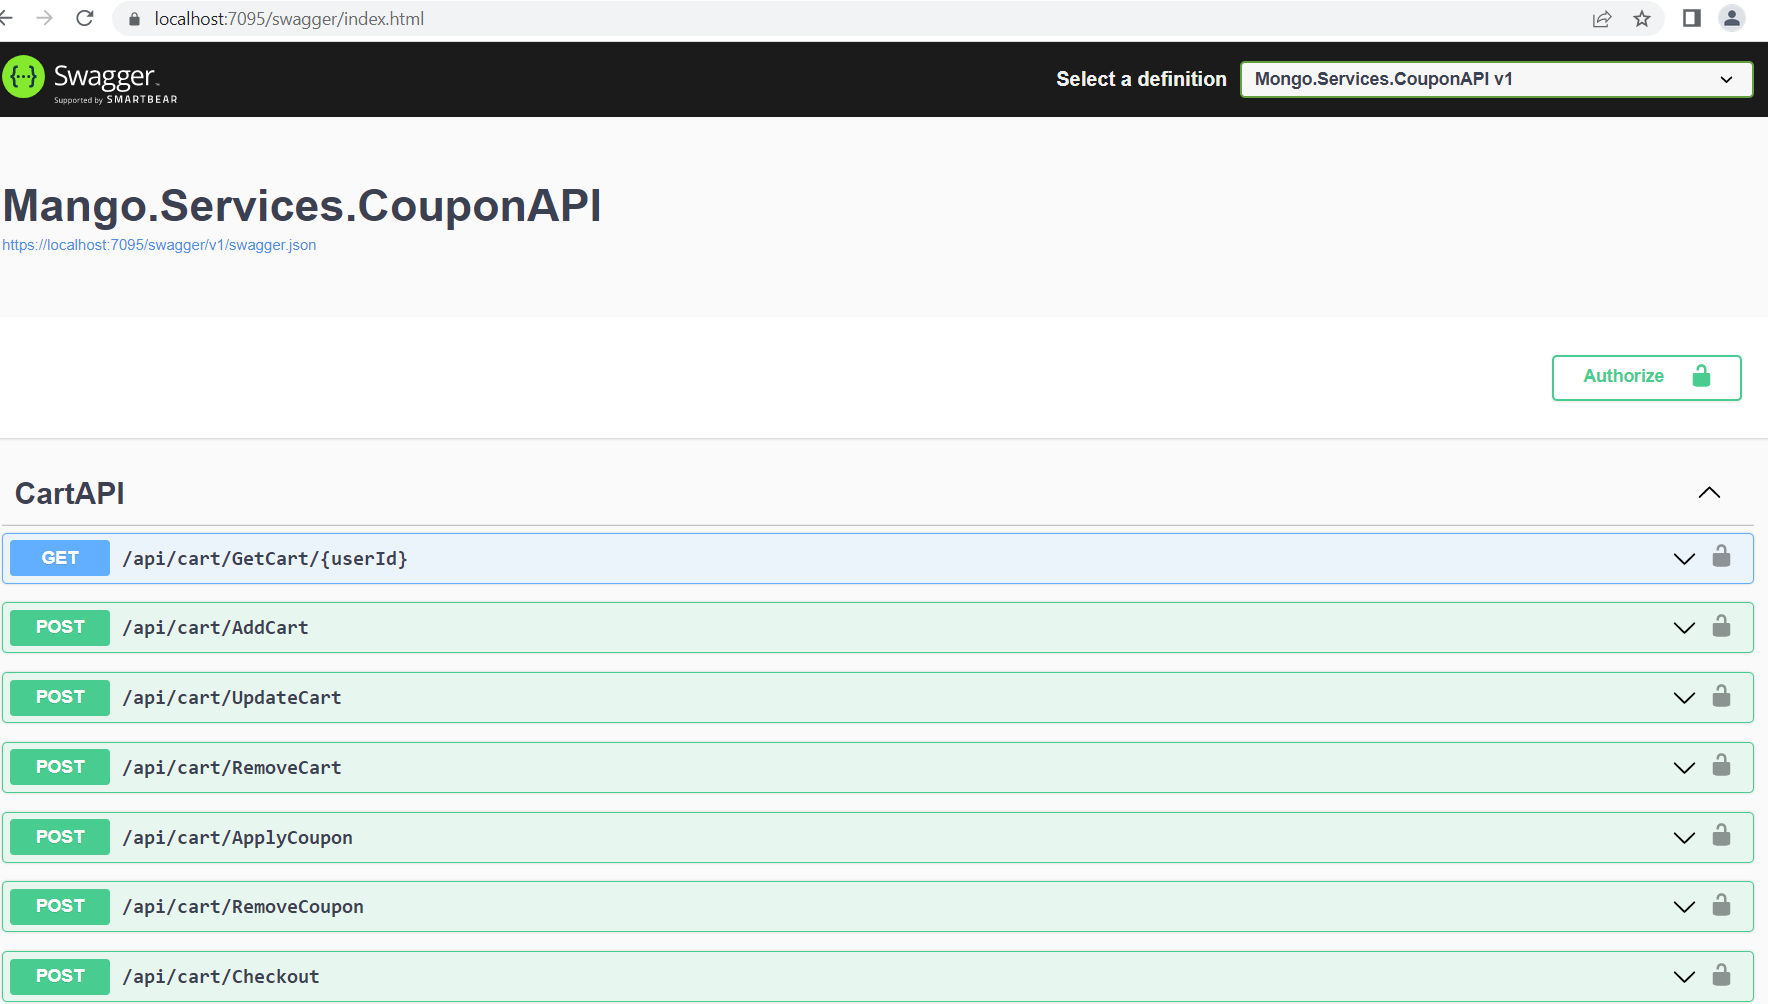 localhost:7095/swagger/index.html
Swagger
Supported by SMARTBEAR
Select a definition
Mongo.Services.CouponAPI v1
Mango.Services.CouponAPI
https://localhost:7095/swagger/v1/swagger.json
Authorize
CartAPI
GET /api/cart/GetCart/{userId}
POST /api/cart/AddCart
POST /api/cart/UpdateCart
POST /api/cart/RemoveCart
POST /api/cart/ApplyCoupon
POST /api/cart/RemoveCoupon
POST /api/cart/Checkout